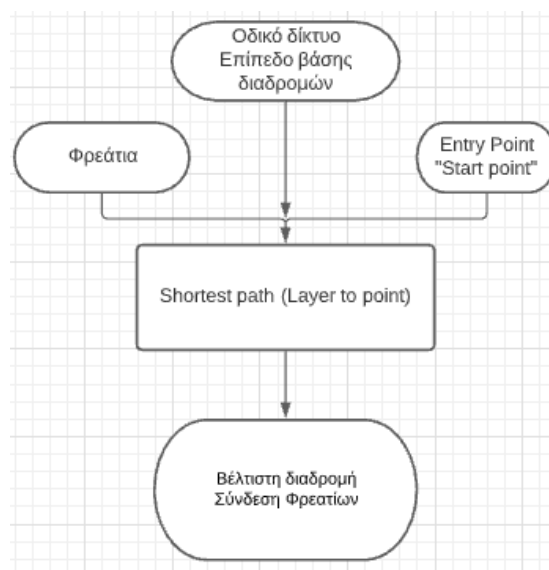 Οδικό δίκτυο
Επίπεδο βάσης
διαδρομών
Φρεάτια
Entry Point
"Start point"
Shortest path (Layer to point)
Βέλτιστη διαδρομή
Σύνδεση Φρεατίων